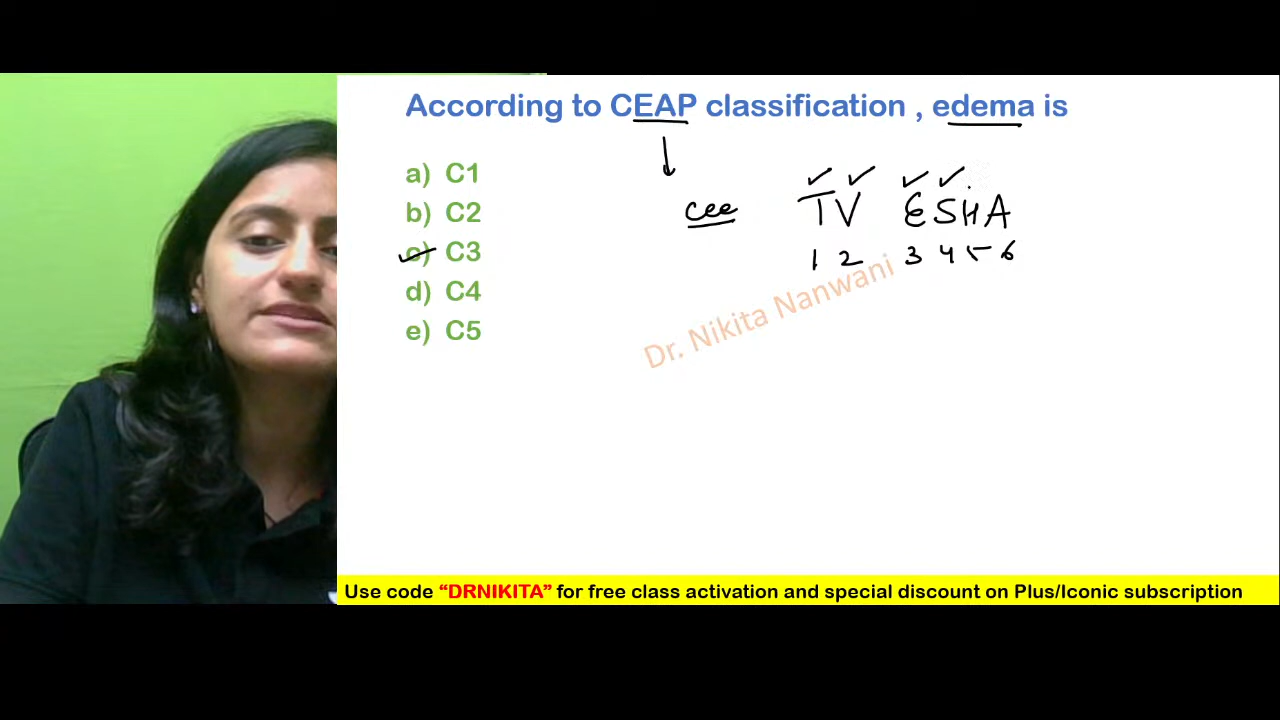 According to CEAP classification , edema is
a) C1
b) C2
c) C3
d) C4
e) C5
TV ESHA
1 2 3 4 5 6
Dr. Nikita Nanwani
Use code “DRNIKITA” for free class activation and special discount on Plus/Iconic subscription